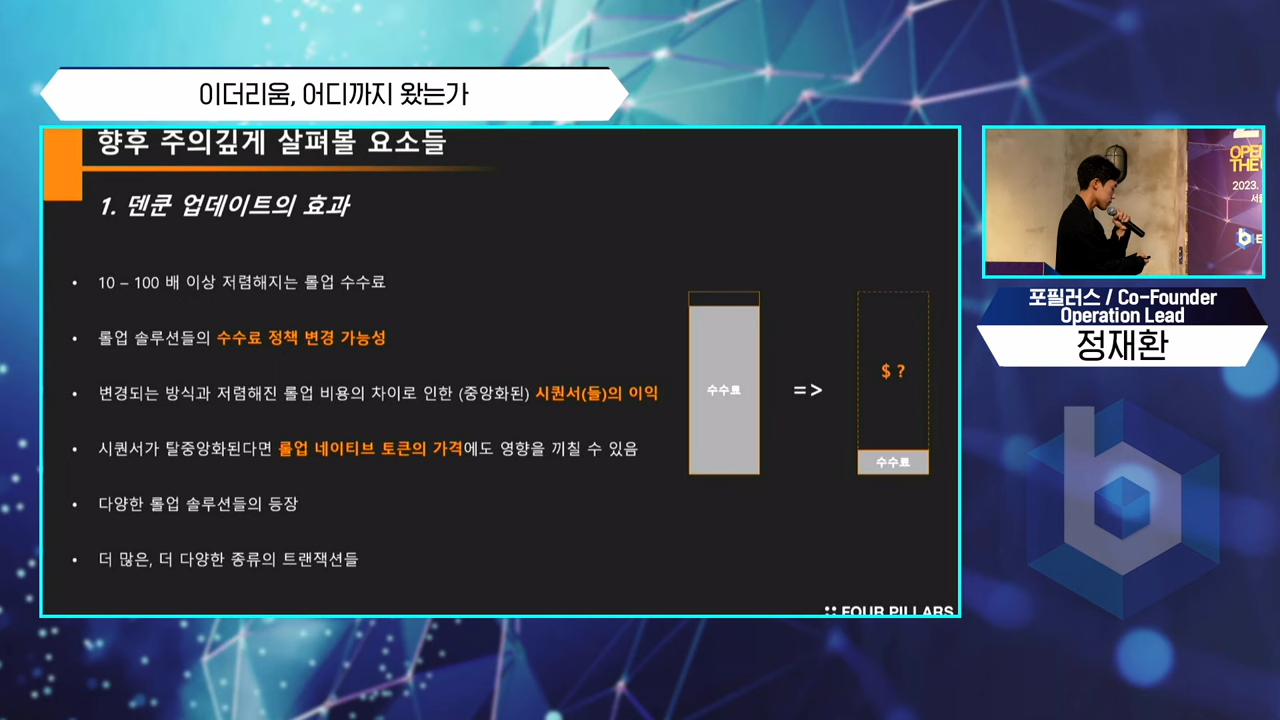 이더리움, 어디까지 왔는가
향후 주의깊게 살펴볼 요소들
1. 덴쿤 업데이트의 효과
• 10 – 100 배 이상 저렴해지는 롤업 수수료
• 롤업 솔루션들의 수수료 정책 변경 가능성
• 변경되는 방식과 저렴해진 롤업 비용의 차이로 인한 (중앙화된) 시퀀서(들)의 이익
• 시퀀서가 탈중앙화된다면 롤업 네이티브 토큰의 가격에도 영향을 끼칠 수 있음
• 다양한 롤업 솔루션들의 등장
• 더 많은, 더 다양한 종류의 트랜잭션들
수수료
=>
$ ?
수수료
FOUR PILLARS
OPE
THE
2023.
서울
b
포필러스 / Co-Founder
Operation Lead
정재환